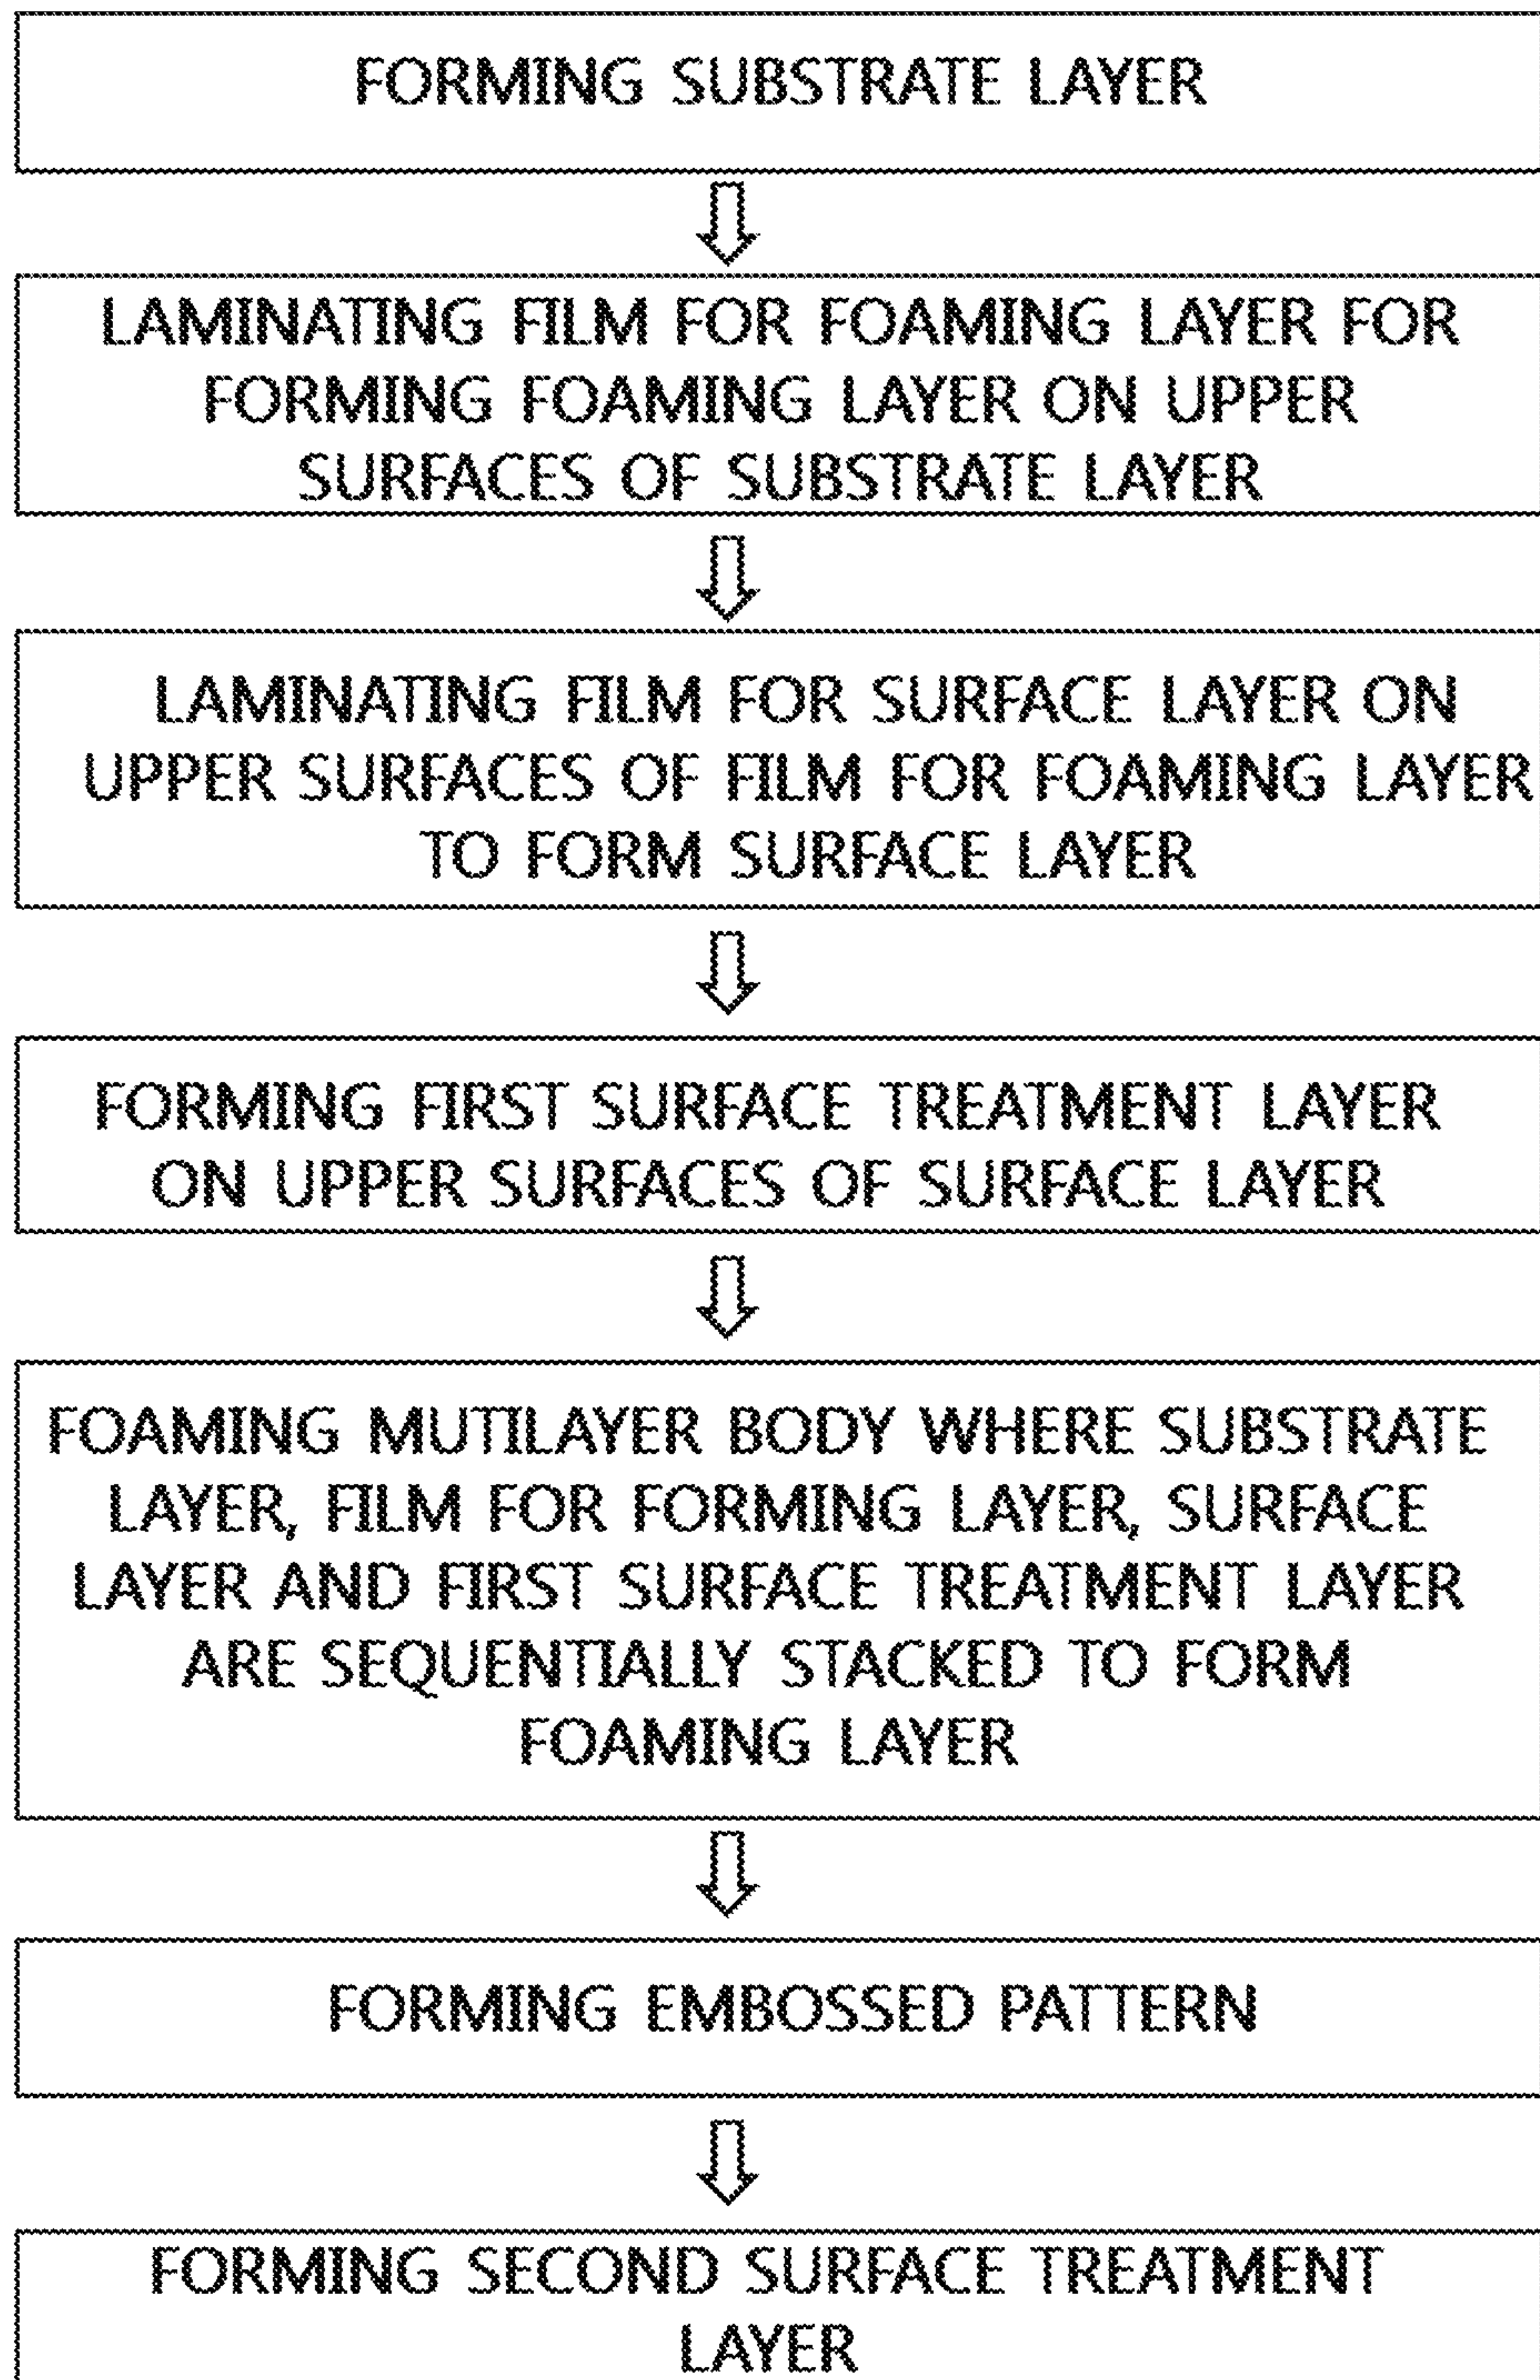 FORMING SUBSTRATE LAYER
LAMINATING FILM FOR FOAMING LAYER FOR
FORMING FOAMING LAYER ON UPPER
SURFACES OF SUBSTRATE LAYER
LAMINATING FILM FOR SURFACE LAYER ON
UPPER SURFACES OF FILM FOR FOAMING LAYER
TO FORM SURFACE LAYER
FORMING FIRST SURFACE TREATMENT LAYER
ON UPPER SURFACES OF SURFACE LAYER
FOAMING MUTILAYER BODY WHERE SUBSTRATE
LAYER, FILM FOR FORMING LAYER, SURFACE
LAYER AND FIRST SURFACE TREATMENT LAYER
ARE SEQUENTIALLY STACKED TO FORM
FOAMING LAYER
FORMING EMBOSSED PATTERN
FORMING SECOND SURFACE TREATMENT
LAYER